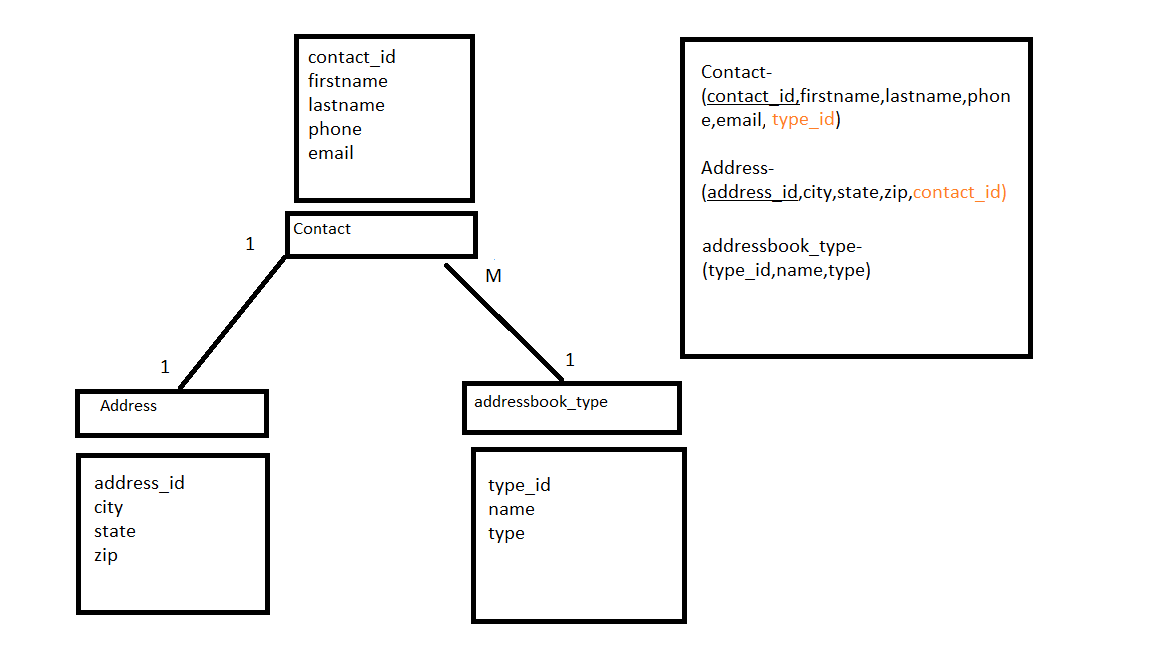 contact_id
firstname
lastname
phone
email
Contact
1
M
1
1
Address
addressbook_type
address_id
city
state
zip
type_id
name
type
Contact-
(contact_id,firstname,lastname,phon
e,email, type_id)
Address-
(address_id,city,state,zip,contact_id)
addressbook_type-
(type_id,name,type)